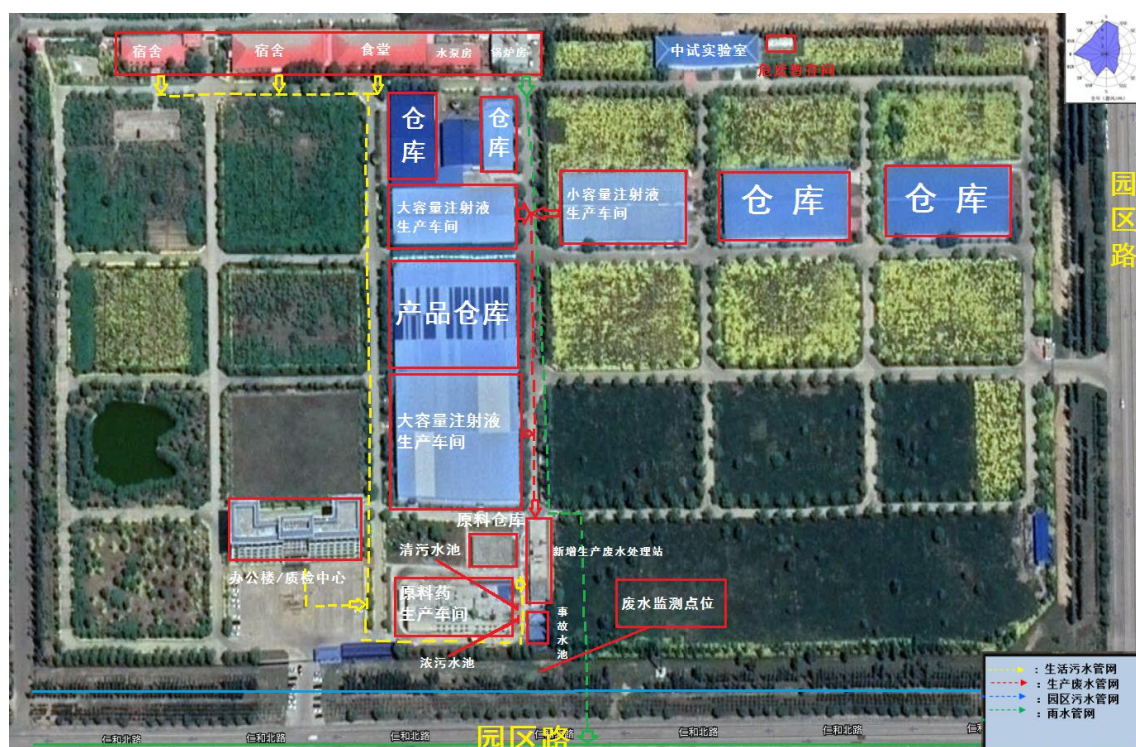 宿舍
宿舍
食堂
水泵房
锅炉房
中试实验室
危废暂存间
仓
库
仓
库
大容量注射液
生产车间
小容量注射液
生产车间
仓 库
仓 库
园
区
路
产品仓库
大容量注射液
生产车间
原料仓库
清污水池
新增生产废水处理站
办公楼/质检中心
原料药
生产车间
事
故
水
池
废水监测点位
浓污水池
：生活污水管网
：生产废水管网
：园区污水管网
：雨水管网
园区路
仁和北路
仁和北路
仁和北路
仁和北路
仁和北路
仁和北路